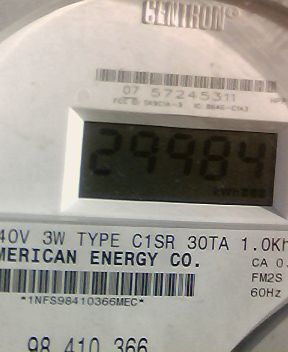 CENTRON®
07 57245311
29984
kWh
40V 3W TYPE C1SR 30TA 1.0Kh
MERICAN ENERGY CO.
CA 0.
FM2S
*1NFS98410366MEC*
60Hz
98 410 366